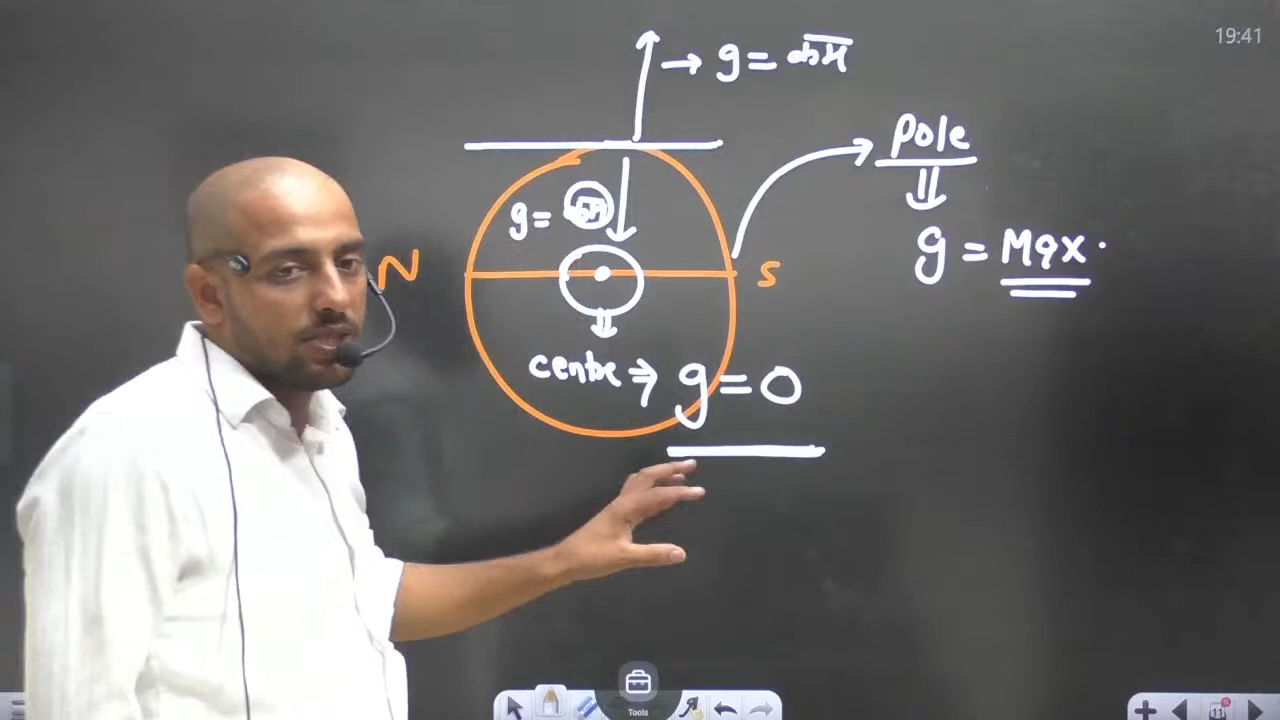 19:41
→ g = कम
Pole
⇓
g = Max.
g = कम
N
S
⇓
centre ⇒ g = 0
Tools